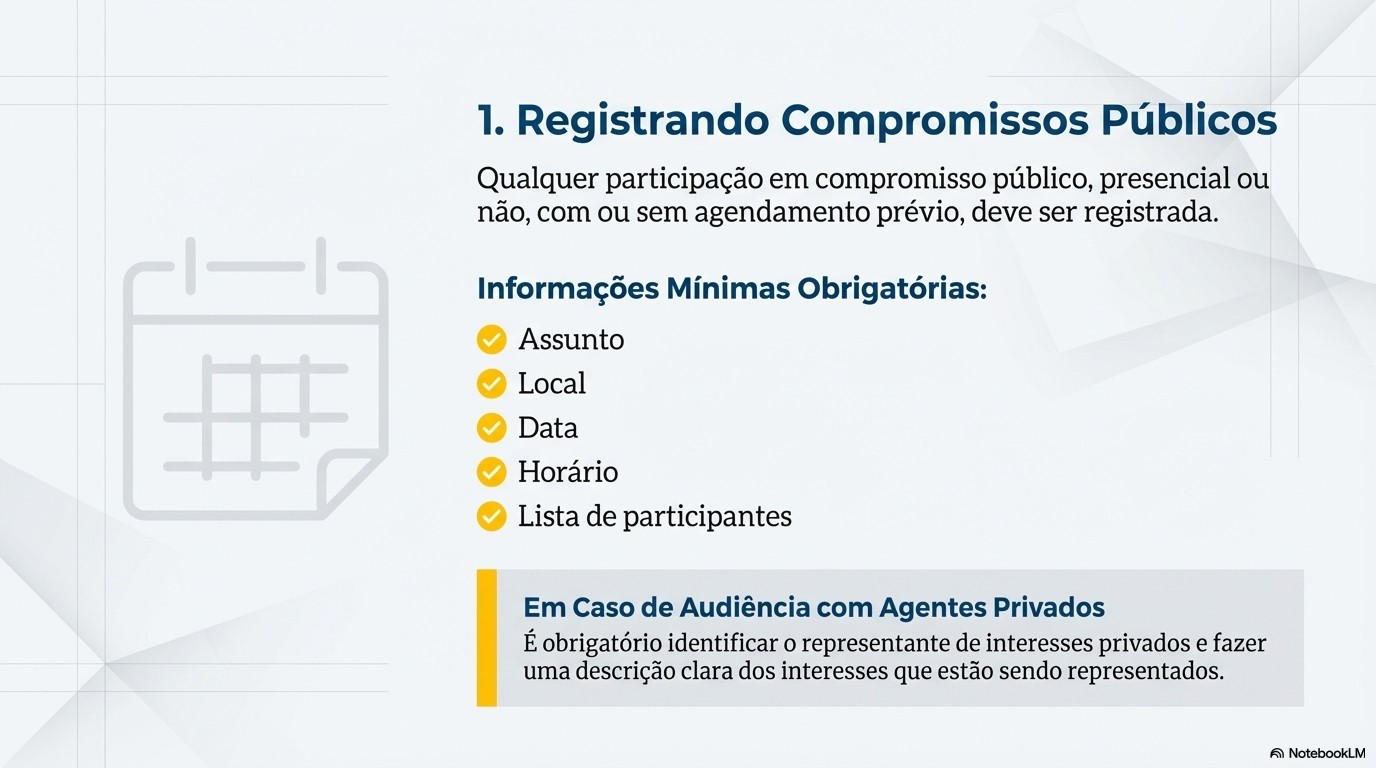 1. Registrando Compromissos Públicos
Qualquer participação em compromisso público, presencial ou
não, com ou sem agendamento prévio, deve ser registrada.
Informações Mínimas Obrigatórias:
Assunto
Local
Data
Horário
Lista de participantes
Em Caso de Audiência com Agentes Privados
É obrigatório identificar o representante de interesses privados e fazer
uma descrição clara dos interesses que estão sendo representados.
NotebookLM